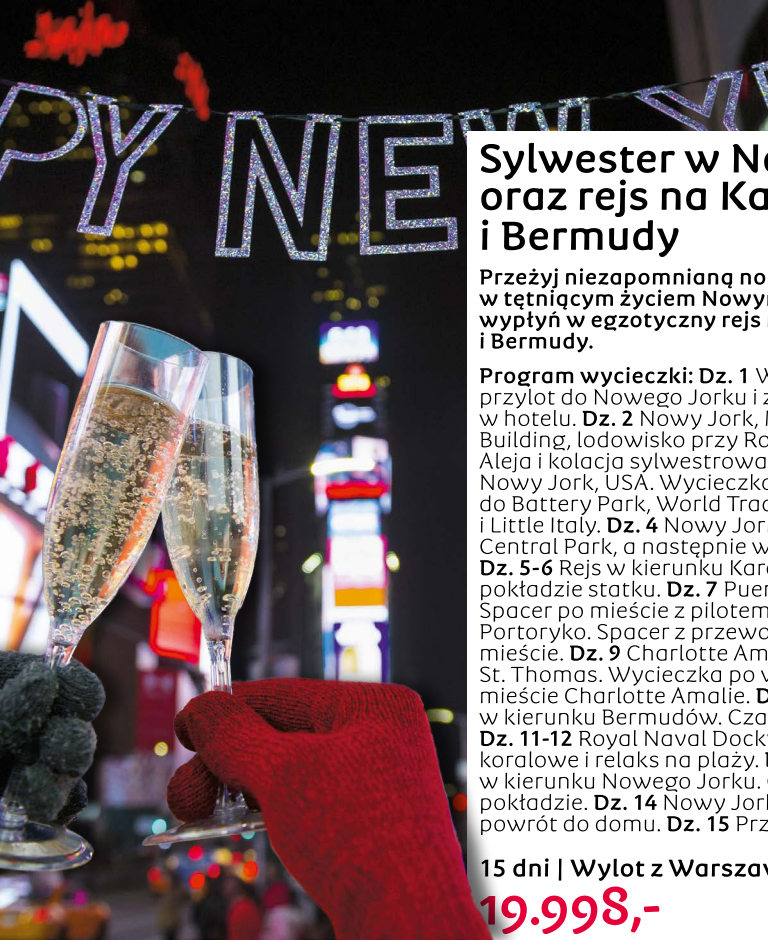 PY NEW Y
Sylwester w No
oraz rejs na Ka
i Bermudy
Przeżyj niezapomnianą no
w tętniącym życiem Nowy
wypłyń w egzotyczny rejs
i Bermudy.
Program wycieczki: Dz. 1 W
przylot do Nowego Jorku i z
w hotelu. Dz. 2 Nowy Jork,
Building, lodowisko przy Ro
Aleja i kolacja sylwestrowa
Nowy Jork, USA. Wycieczka
do Battery Park, World Trad
i Little Italy. Dz. 4 Nowy Jor
Central Park, a następnie w
Dz. 5-6 Rejs w kierunku Kar
pokładzie statku. Dz. 7 Puer
Spacer po mieście z pilotem
Portoryko. Spacer z przewo
mieście. Dz. 9 Charlotte Am
St. Thomas. Wycieczka po w
mieście Charlotte Amalie. D
w kierunku Bermudów. Cza
Dz. 11-12 Royal Naval Dock
koralowe i relaks na plaży.
w kierunku Nowego Jorku.
pokładzie. Dz. 14 Nowy Jork
powrót do domu. Dz. 15 Prz
15 dni | Wylot z Warszaw
19.998,-